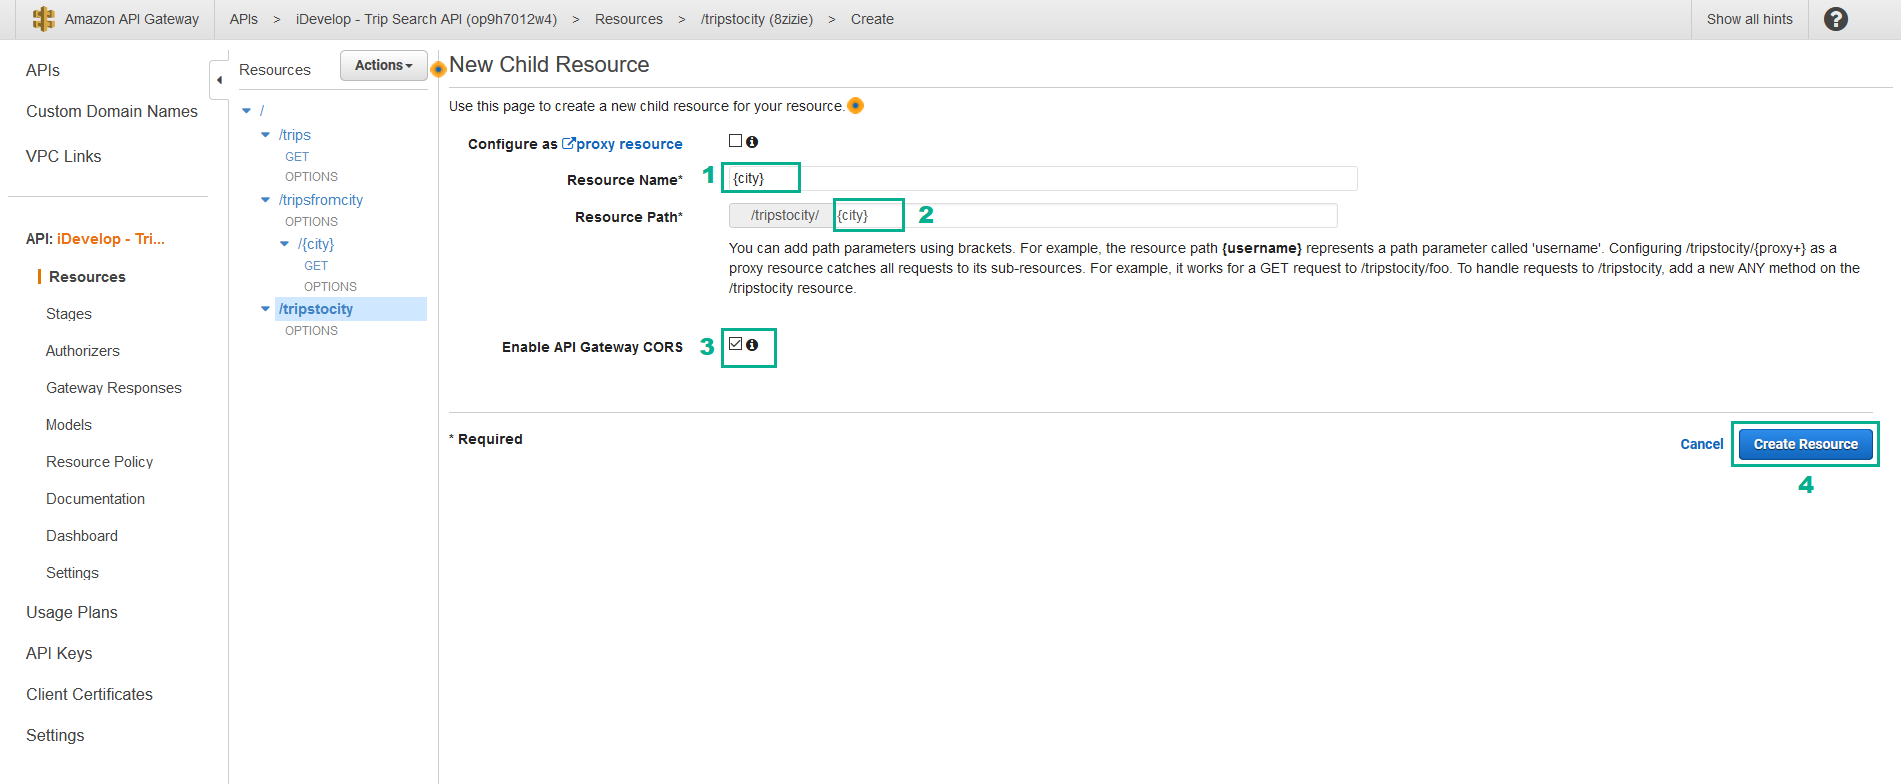 Amazon API Gateway
APIs > iDevelop - Trip Search API (op9h7012w4) > Resources > /tripstocity (8zizie) > Create
Show all hints
?
APIs
Custom Domain Names
VPC Links
API: iDevelop - Tri...
Resources
Stages
Authorizers
Gateway Responses
Models
Resource Policy
Documentation
Dashboard
Settings
Usage Plans
API Keys
Client Certificates
Settings
Resources
Actions
/
/trips
GET
OPTIONS
/tripsfromcity
OPTIONS
/{city}
GET
OPTIONS
/tripstocity
OPTIONS
New Child Resource
Use this page to create a new child resource for your resource.
Configure as proxy resource
Resource Name* 1 {city}
Resource Path* /tripstocity/ {city} 2
You can add path parameters using brackets. For example, the resource path {username} represents a path parameter called 'username'. Configuring /tripstocity/{proxy+} as a
proxy resource catches all requests to its sub-resources. For example, it works for a GET request to /tripstocity/foo. To handle requests to /tripstocity, add a new ANY method on the
/tripstocity resource.
Enable API Gateway CORS 3
* Required
Cancel Create Resource
4